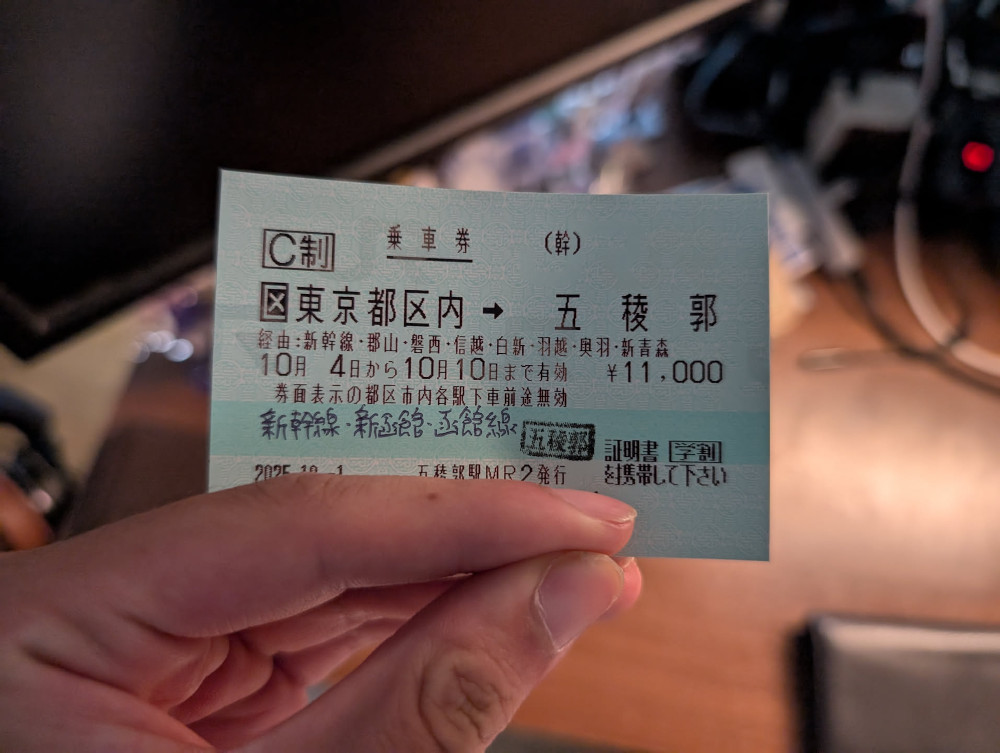 C制 乗車券 (幹)
区 東京都区内 → 五稜郭
経由:新幹線・郡山・磐西・信越・白新・羽越・奥羽・新青森
10月 4日から10月10日まで有効 ¥11,000
券面表示の都区市内各駅下車前途無効
新幹線・新函館・函館線 五稜郭
証明書 学割
を携帯して下さい
2025.10.-1 五稜郭駅MR2発行